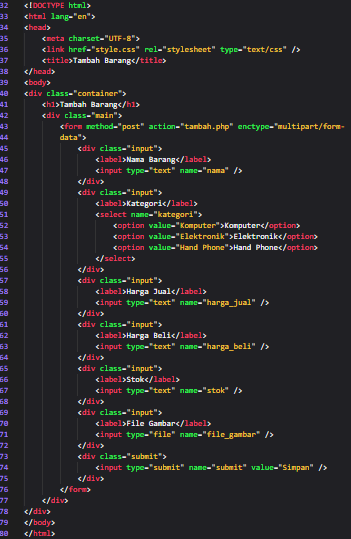 32 <!DOCTYPE html>
33 <html lang="en">
34 <head>
35 <meta charset="UTF-8">
36 <link href="style.css" rel="stylesheet" type="text/css" />
37 <title>Tambah Barang</title>
38 </head>
39 <body>
40 <div class="container">
41 <h1>Tambah Barang</h1>
42 <div class="main">
43 <form method="post" action="tambah.php" enctype="multipart/form-
44 data">
45 <div class="input">
46 <label>Nama Barang</label>
47 <input type="text" name="nama" />
48 </div>
49 <div class="input">
50 <label>Kategori</label>
51 <select name="kategori">
52 <option value="Komputer">Komputer</option>
53 <option value="Elektronik">Elektronik</option>
54 <option value="Hand Phone">Hand Phone</option>
55 </select>
56 </div>
57 <div class="input">
58 <label>Harga Jual</label>
59 <input type="text" name="harga_jual" />
60 </div>
61 <div class="input">
62 <label>Harga Beli</label>
63 <input type="text" name="harga_beli" />
64 </div>
65 <div class="input">
66 <label>Stok</label>
67 <input type="text" name="stok" />
68 </div>
69 <div class="input">
70 <label>File Gambar</label>
71 <input type="file" name="file_gambar" />
72 </div>
73 <div class="submit">
74 <input type="submit" name="submit" value="Simpan" />
75 </div>
76 </form>
77 </div>
78 </div>
79 </body>
80 </html>